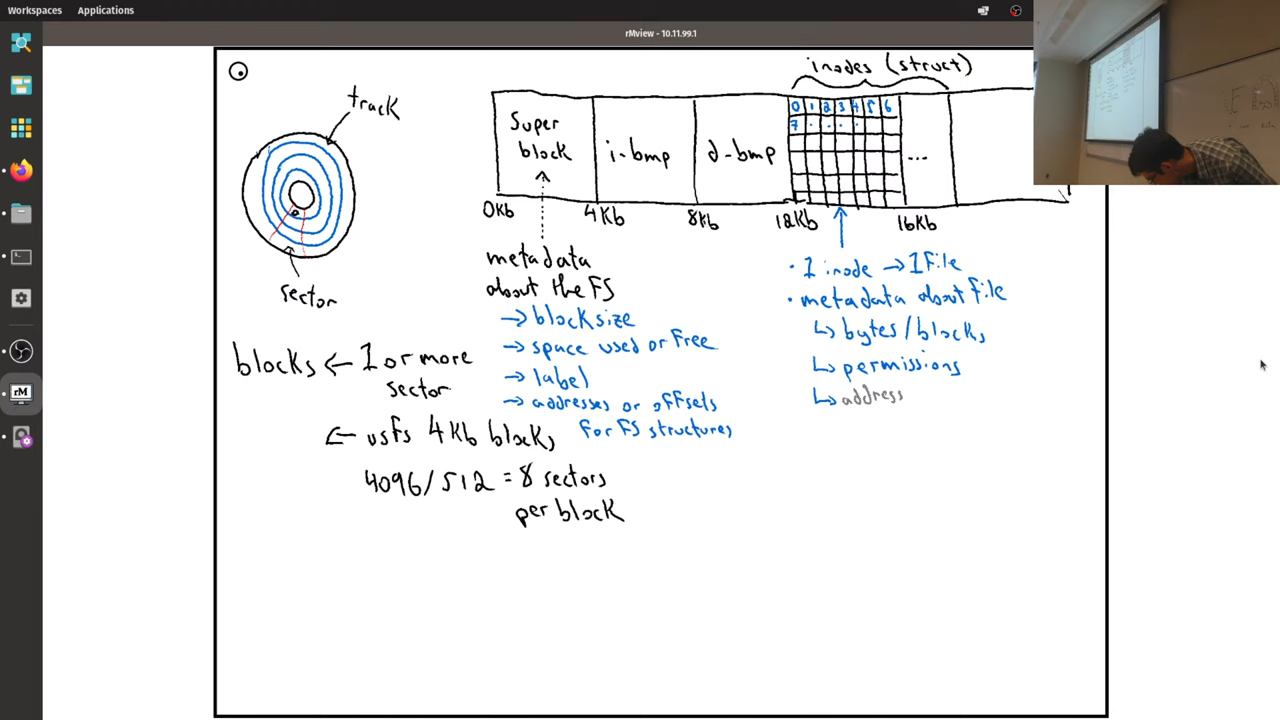 Workspaces Applications
rMview - 10.11.99.1
track
sector
blocks ← 1 or more
sector
← vsfs 4Kb blocks
4096/512 = 8 sectors
per block
inodes (struct)
Super
block
i-bmp
d-bmp
0 1 2 3 4 5 6
7 . . . .
...
0Kb 4Kb 8Kb 12Kb 16Kb
metadata
about the FS
→ block size
→ space used or free
→ label
→ addresses or offsets
for FS structures
• 1 inode → 1 File
• metadata about file
↳ bytes/blocks
↳ permissions
↳ address
rM